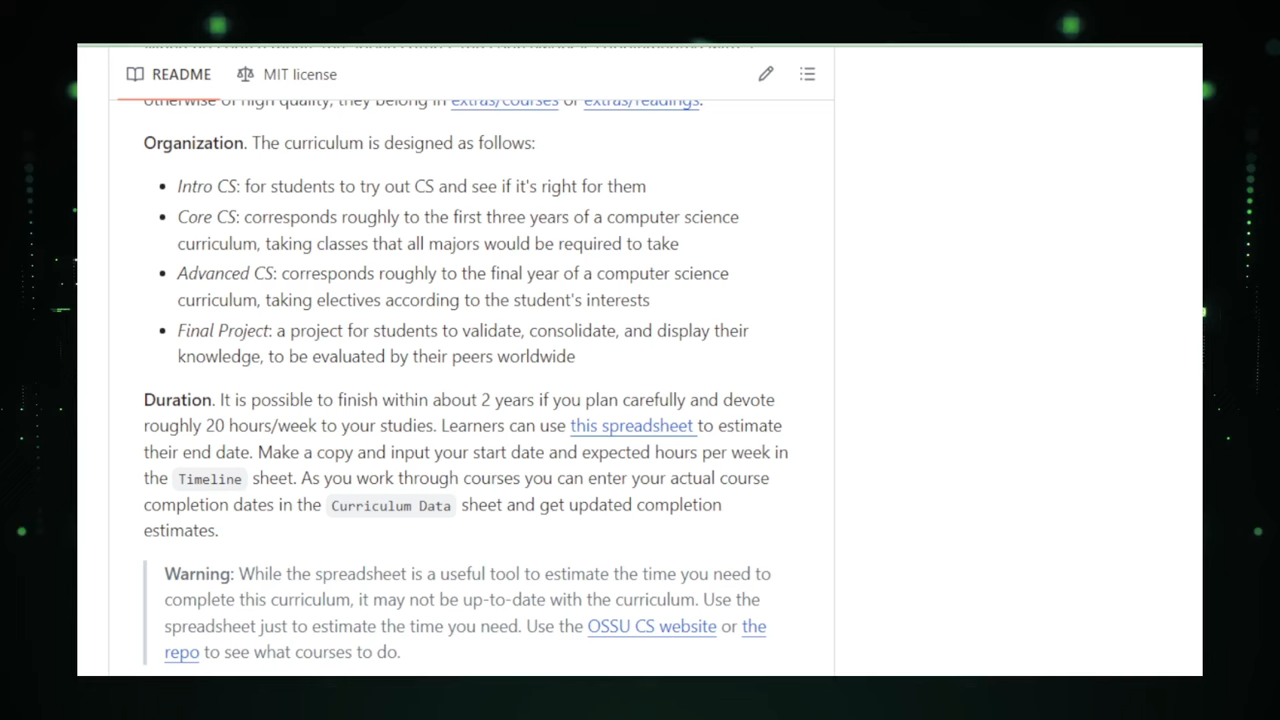 README
MIT license
otherwise of high quality, they belong in extras/courses or extras/readings.
Organization. The curriculum is designed as follows:
Intro CS: for students to try out CS and see if it's right for them
Core CS: corresponds roughly to the first three years of a computer science
curriculum, taking classes that all majors would be required to take
Advanced CS: corresponds roughly to the final year of a computer science
curriculum, taking electives according to the student's interests
Final Project: a project for students to validate, consolidate, and display their
knowledge, to be evaluated by their peers worldwide
Duration. It is possible to finish within about 2 years if you plan carefully and devote
roughly 20 hours/week to your studies. Learners can use this spreadsheet to estimate
their end date. Make a copy and input your start date and expected hours per week in
the Timeline sheet. As you work through courses you can enter your actual course
completion dates in the Curriculum Data sheet and get updated completion
estimates.
Warning: While the spreadsheet is a useful tool to estimate the time you need to
complete this curriculum, it may not be up-to-date with the curriculum. Use the
spreadsheet just to estimate the time you need. Use the OSSU CS website or the
repo to see what courses to do.